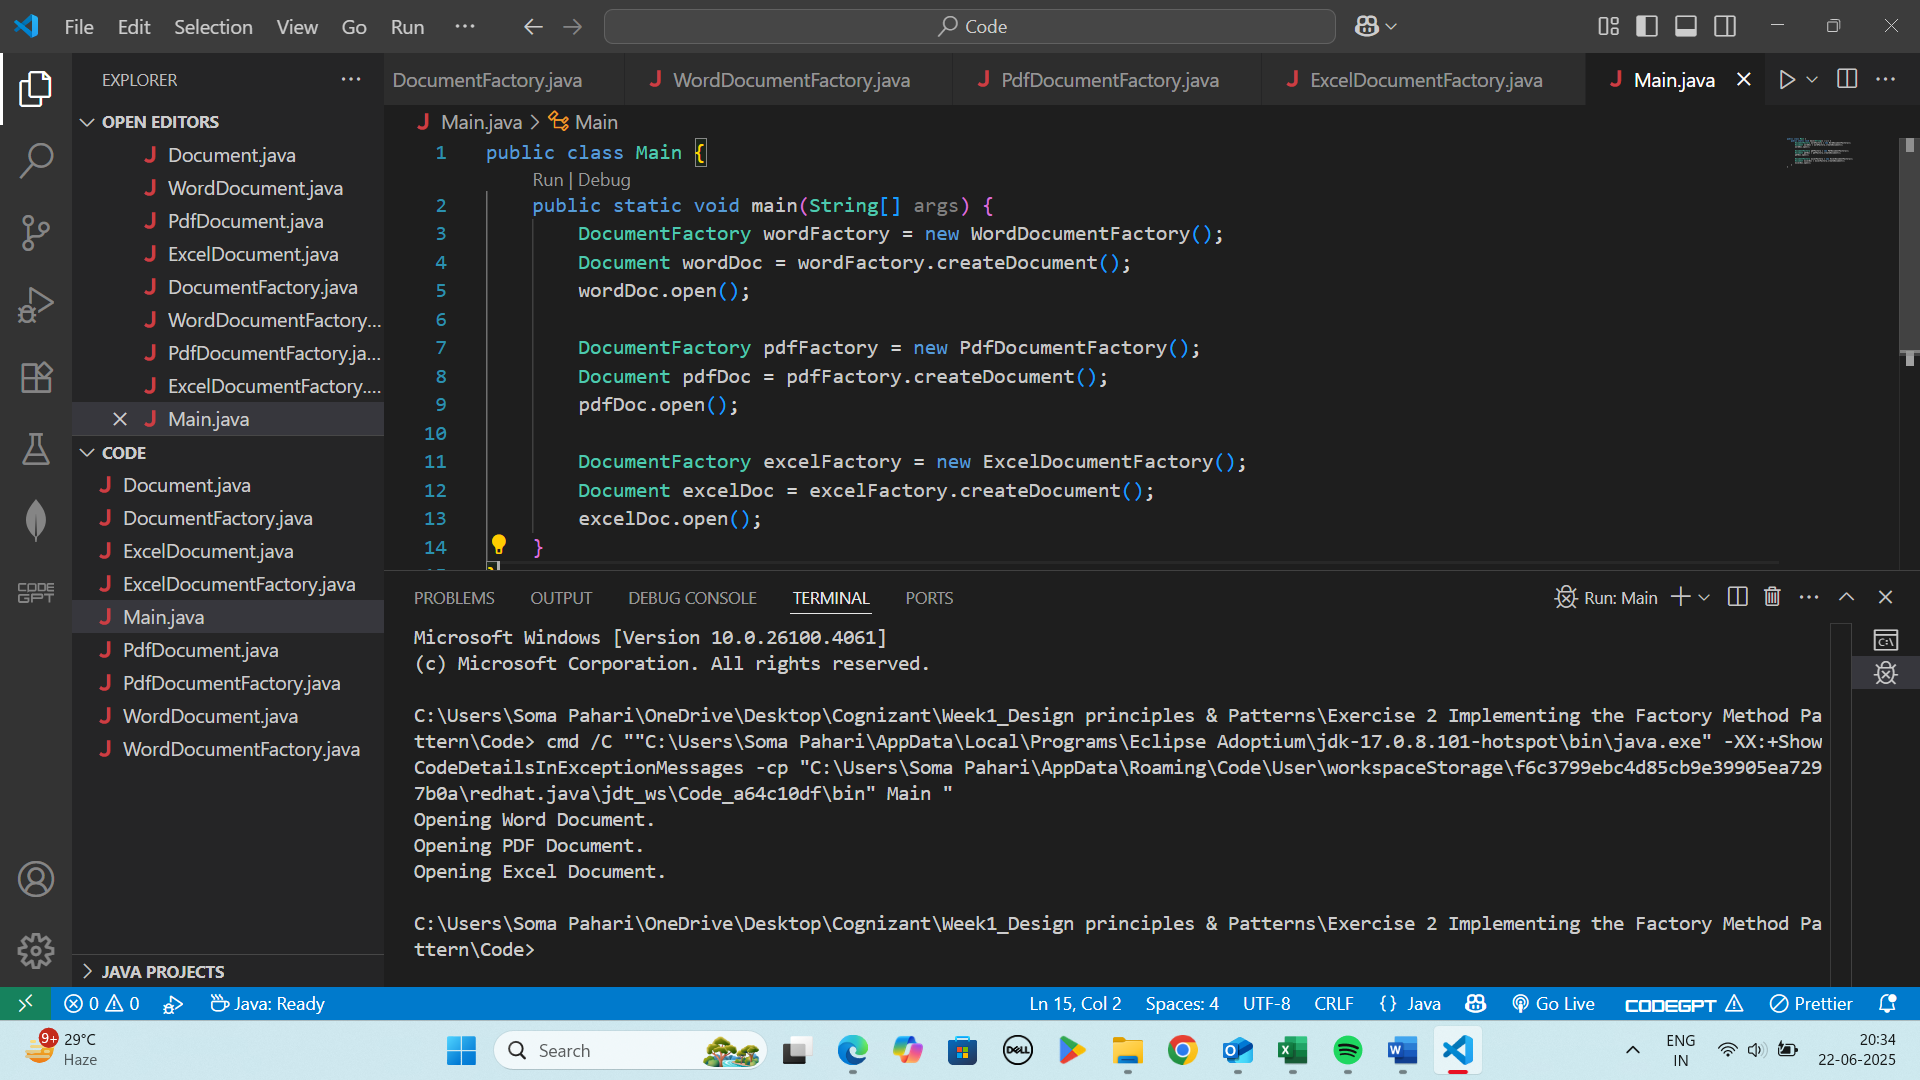 File Edit Selection View Go Run ···
Code
EXPLORER
OPEN EDITORS
Document.java
WordDocument.java
PdfDocument.java
ExcelDocument.java
DocumentFactory.java
WordDocumentFactory...
PdfDocumentFactory.ja...
ExcelDocumentFactory....
Main.java
CODE
Document.java
DocumentFactory.java
ExcelDocument.java
ExcelDocumentFactory.java
Main.java
PdfDocument.java
PdfDocumentFactory.java
WordDocument.java
WordDocumentFactory.java
JAVA PROJECTS
CODE
GPT
DocumentFactory.java WordDocumentFactory.java PdfDocumentFactory.java ExcelDocumentFactory.java Main.java
Main.java > Main
1 public class Main {
Run | Debug
2 public static void main(String[] args) {
3 DocumentFactory wordFactory = new WordDocumentFactory();
4 Document wordDoc = wordFactory.createDocument();
5 wordDoc.open();
6
7 DocumentFactory pdfFactory = new PdfDocumentFactory();
8 Document pdfDoc = pdfFactory.createDocument();
9 pdfDoc.open();
10
11 DocumentFactory excelFactory = new ExcelDocumentFactory();
12 Document excelDoc = excelFactory.createDocument();
13 excelDoc.open();
14 }
PROBLEMS OUTPUT DEBUG CONSOLE TERMINAL PORTS
Run: Main
Microsoft Windows [Version 10.0.26100.4061]
(c) Microsoft Corporation. All rights reserved.
C:\Users\Soma Pahari\OneDrive\Desktop\Cognizant\Week1_Design principles & Patterns\Exercise 2 Implementing the Factory Method Pa
ttern\Code> cmd /C ""C:\Users\Soma Pahari\AppData\Local\Programs\Eclipse Adoptium\jdk-17.0.8.101-hotspot\bin\java.exe" -XX:+Show
CodeDetailsInExceptionMessages -cp "C:\Users\Soma Pahari\AppData\Roaming\Code\User\workspaceStorage\f6c3799ebc4d85cb9e39905ea729
7b0a\redhat.java\jdt_ws\Code_a64c10df\bin" Main "
Opening Word Document.
Opening PDF Document.
Opening Excel Document.
C:\Users\Soma Pahari\OneDrive\Desktop\Cognizant\Week1_Design principles & Patterns\Exercise 2 Implementing the Factory Method Pa
ttern\Code>
0 0 Java: Ready Ln 15, Col 2 Spaces: 4 UTF-8 CRLF {} Java Go Live CODEGPT Prettier
9+
29°C
Haze
Search
DELL
ENG
IN
20:34
22-06-2025